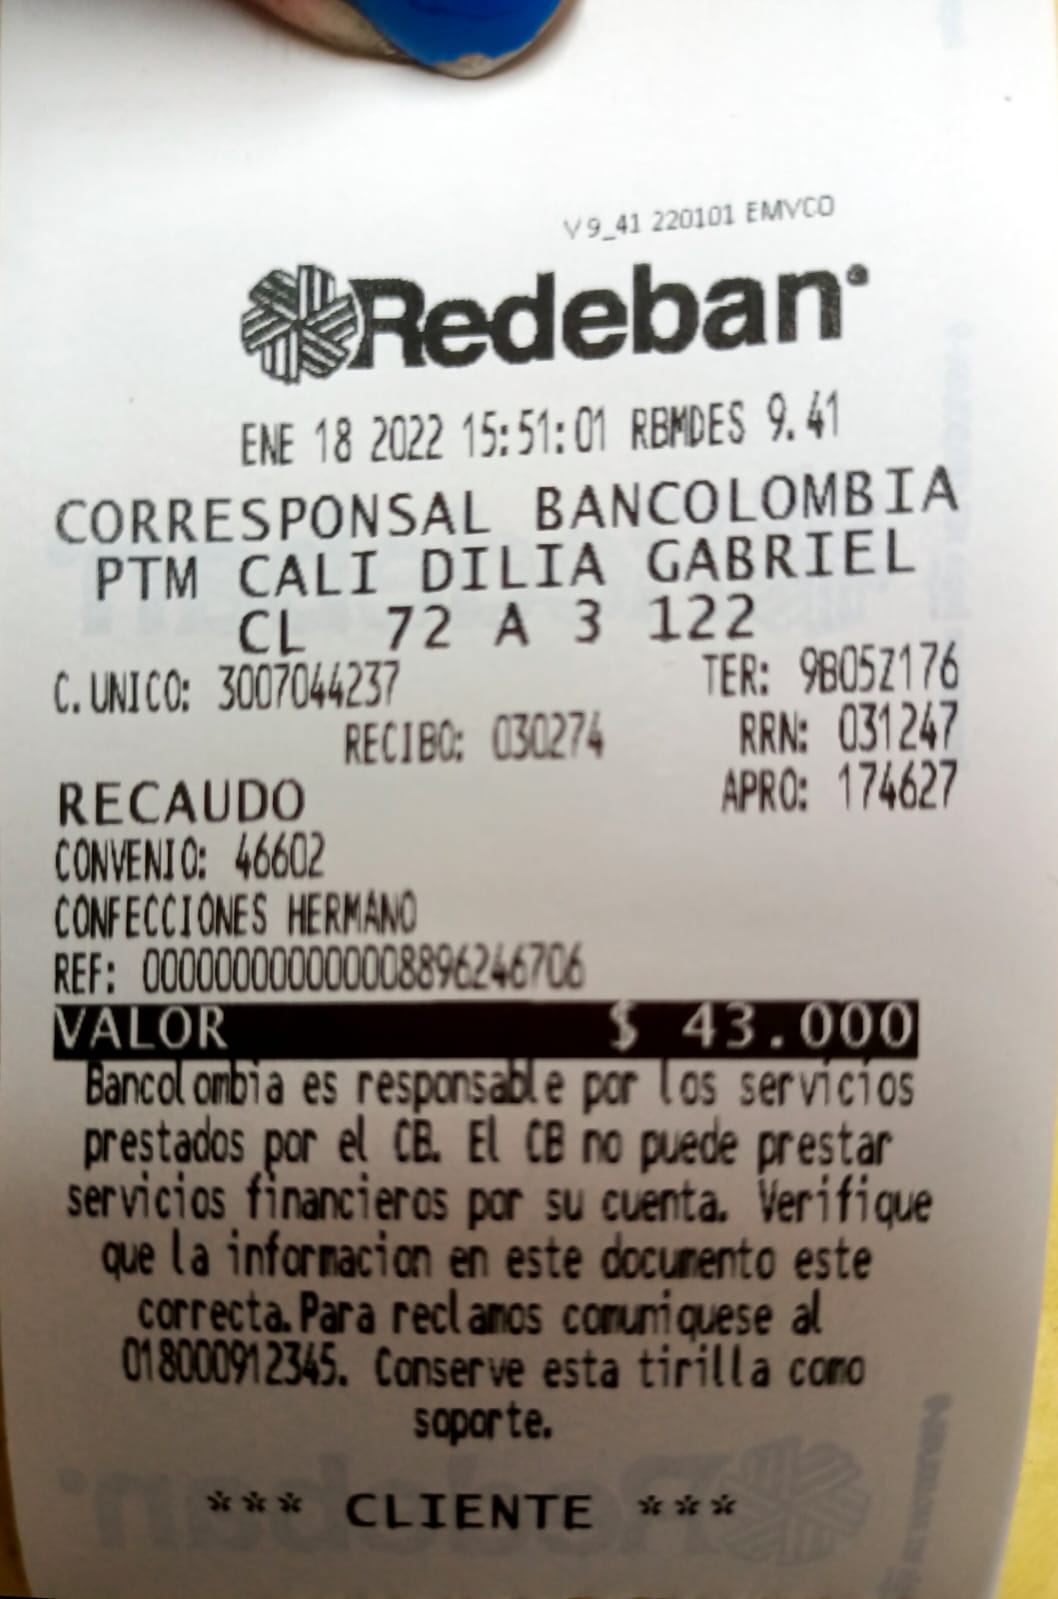 V 9_41 220101 EMVCO
Redeban
ENE 18 2022 15:51:01 RBMDES 9.41
CORRESPONSAL BANCOLOMBIA
PTM CALI DILIA GABRIEL
CL 72 A 3 122
C. UNICO: 3007044237 TER: 9B05Z176
RECIBO: 030274 RRN: 031247
RECAUDO APRO: 174627
CONVENIO: 46602
CONFECCIONES HERMANO
REF: 000000000000008896246706
VALOR $ 43.000
Bancolombia es responsable por los servicios
prestados por el CB. El CB no puede prestar
servicios financieros por su cuenta. Verifique
que la informacion en este documento este
correcta. Para reclamos comuniquese al
018000912345. Conserve esta tirilla como
soporte.
*** CLIENTE ***